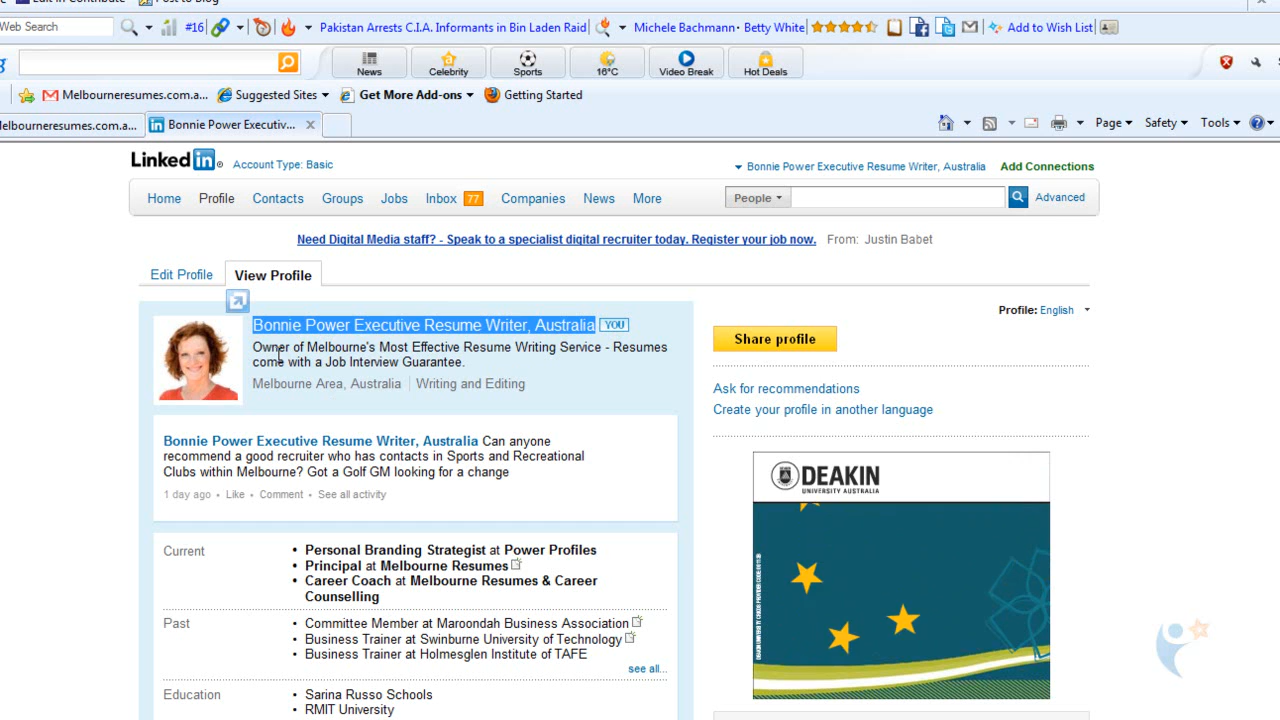 Edit in Contribute Post to Blog
Web Search #16 Pakistan Arrests C.I.A. Informants in Bin Laden Raid Michele Bachmann · Betty White Add to Wish List
News Celebrity Sports 16°C Video Break Hot Deals
Melbourneresumes.com.a... Suggested Sites Get More Add-ons Getting Started
elbourneresumes.com.a... Bonnie Power Executiv... x Page Safety Tools
Linked in Account Type: Basic Bonnie Power Executive Resume Writer, Australia Add Connections
Home Profile Contacts Groups Jobs Inbox 77 Companies News More People Advanced
Need Digital Media staff? - Speak to a specialist digital recruiter today. Register your job now. From: Justin Babet
Edit Profile View Profile
Profile: English
Bonnie Power Executive Resume Writer, Australia YOU
Owner of Melbourne's Most Effective Resume Writing Service - Resumes
come with a Job Interview Guarantee.
Melbourne Area, Australia Writing and Editing
Share profile
Ask for recommendations
Create your profile in another language
Bonnie Power Executive Resume Writer, Australia Can anyone
recommend a good recruiter who has contacts in Sports and Recreational
Clubs within Melbourne? Got a Golf GM looking for a change
1 day ago • Like • Comment • See all activity
DEAKIN
UNIVERSITY AUSTRALIA
Current
• Personal Branding Strategist at Power Profiles
• Principal at Melbourne Resumes
• Career Coach at Melbourne Resumes & Career
Counselling
Past
• Committee Member at Maroondah Business Association
• Business Trainer at Swinburne University of Technology
• Business Trainer at Holmesglen Institute of TAFE
see all...
Education
• Sarina Russo Schools
• RMIT University